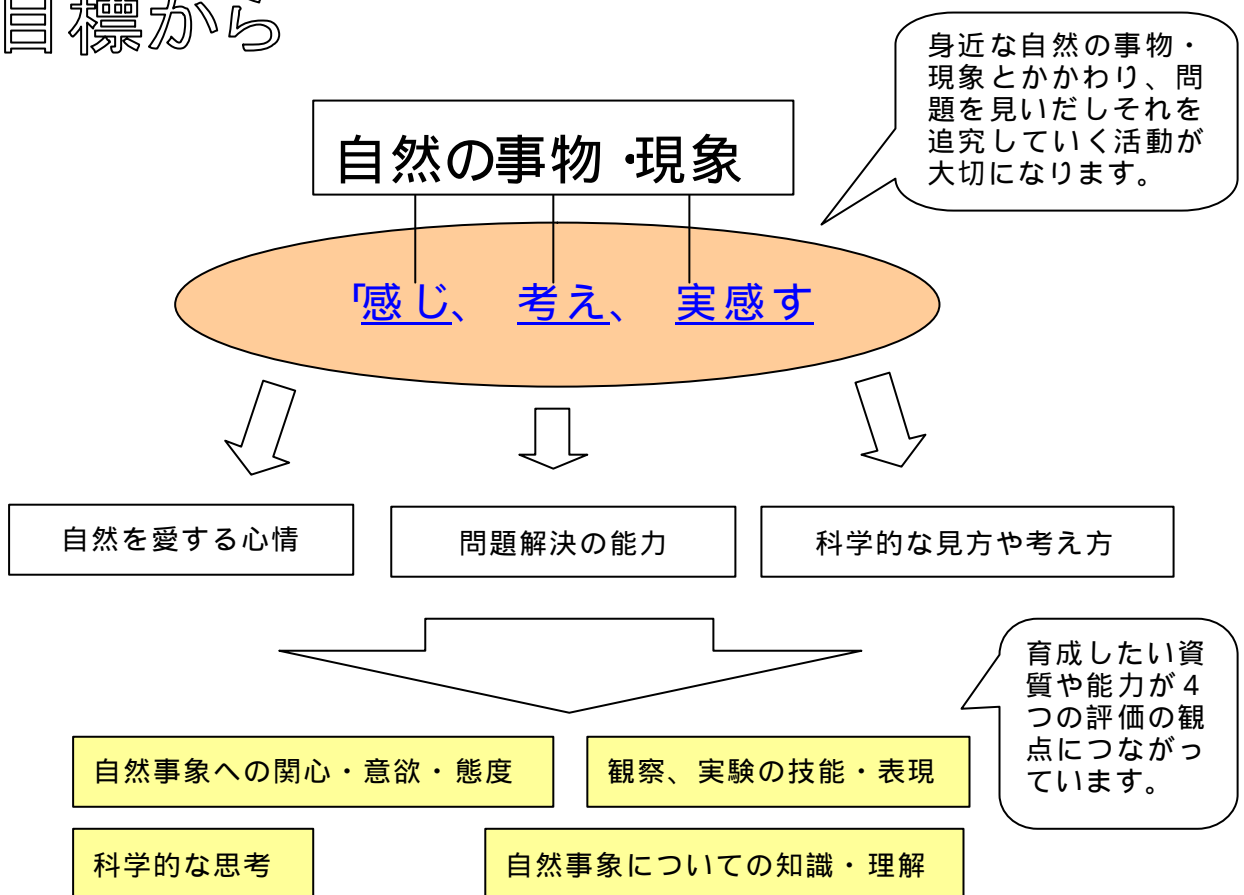 目標から
身近な自然の事物・
現象とかかわり、問
題を見いだしそれを
追究していく活動が
大切になります。
自然の事物・現象
「感じ、 考え、 実感す
自然を愛する心情
問題解決の能力
科学的な見方や考え方
育成したい資
質や能力が4
つの評価の観
点につながっ
ています。
自然事象への関心・意欲・態度
観察、実験の技能・表現
科学的な思考
自然事象についての知識・理解